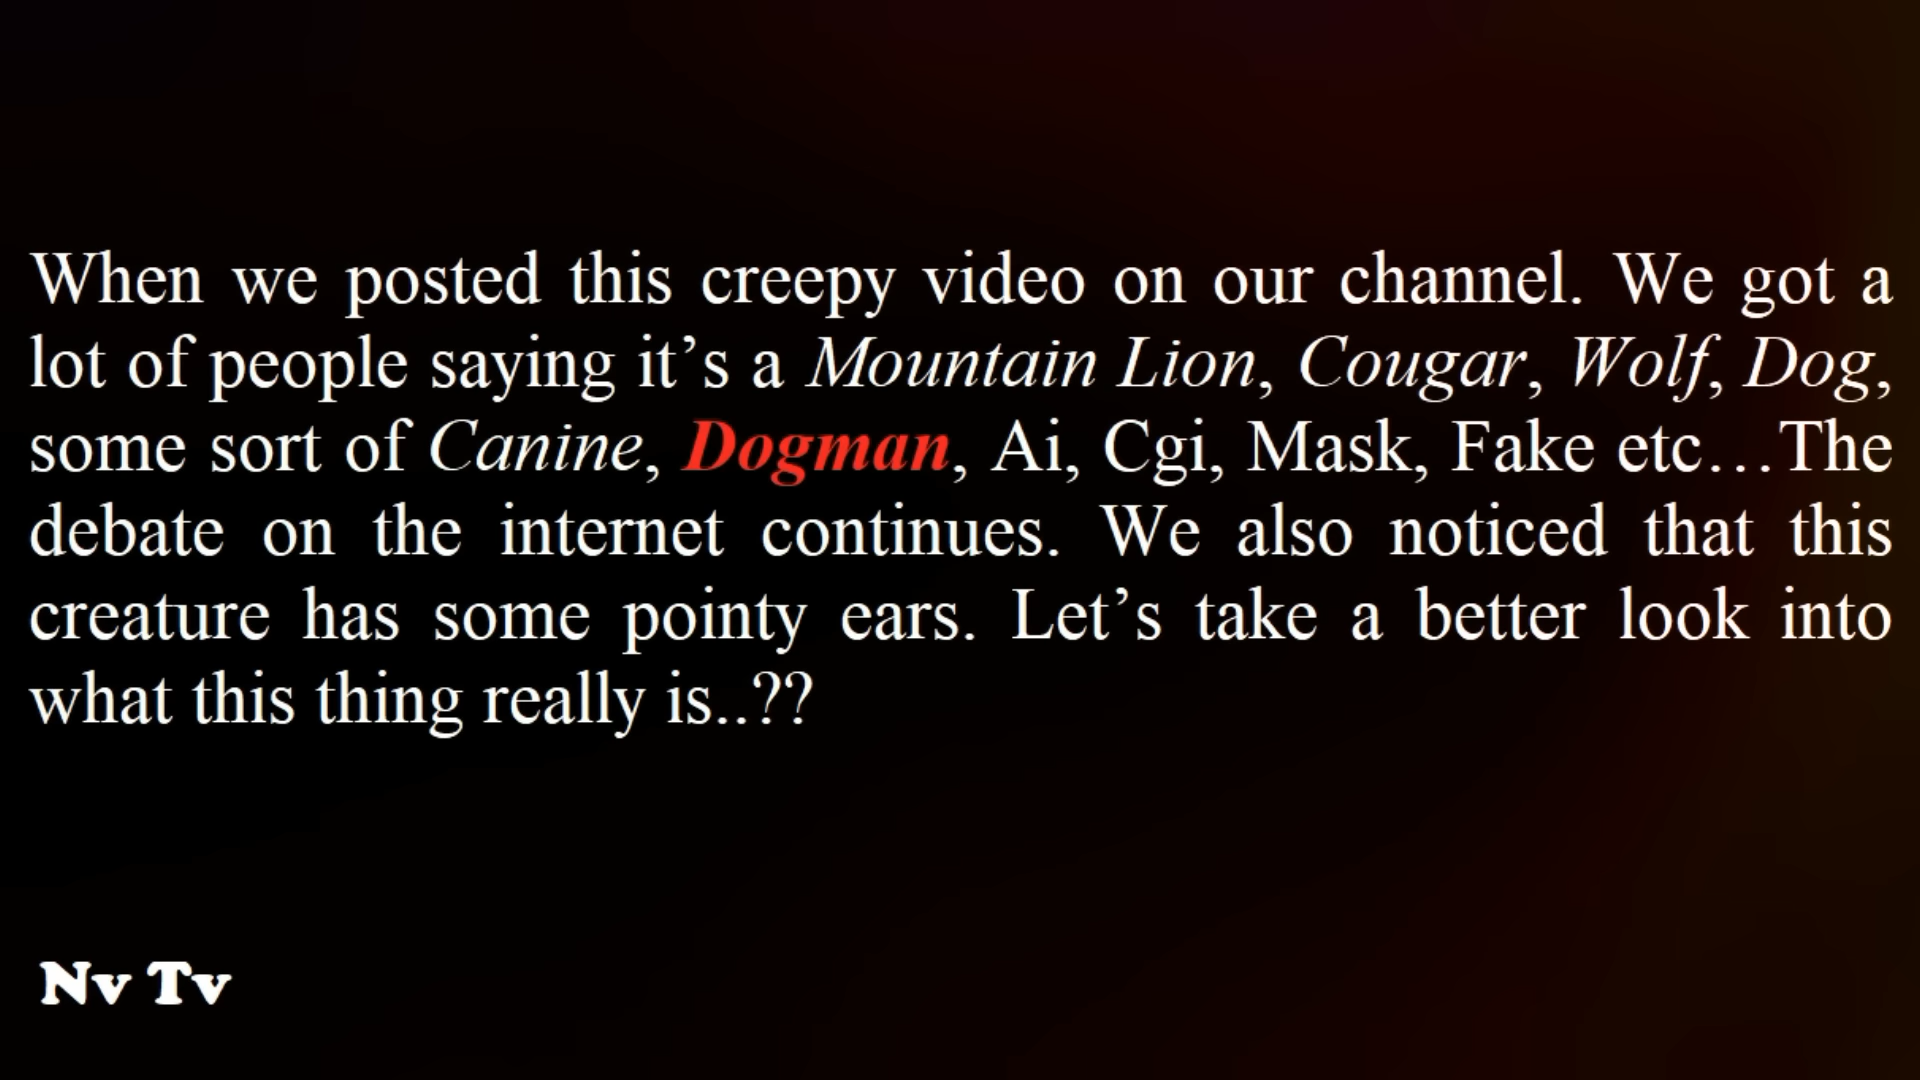 When we posted this creepy video on our channel. We got a
lot of people saying it’s a Mountain Lion, Cougar, Wolf, Dog,
some sort of Canine, Dogman, Ai, Cgi, Mask, Fake etc…The
debate on the internet continues. We also noticed that this
creature has some pointy ears. Let’s take a better look into
what this thing really is..??
Nv Tv